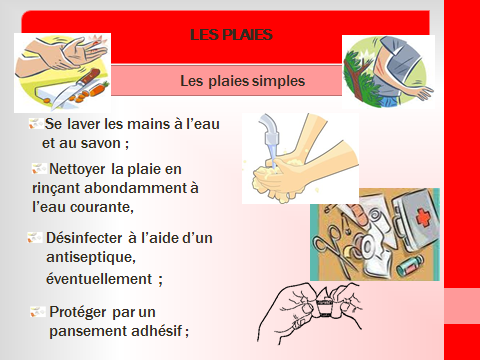 LES PLAIES
Les plaies simples
Se laver les mains à l'eau
et au savon ;
Nettoyer la plaie en
rinçant abondamment à
l'eau courante,
Désinfecter à l'aide d'un
antiseptique,
éventuellement ;
Protéger par un
pansement adhésif ;